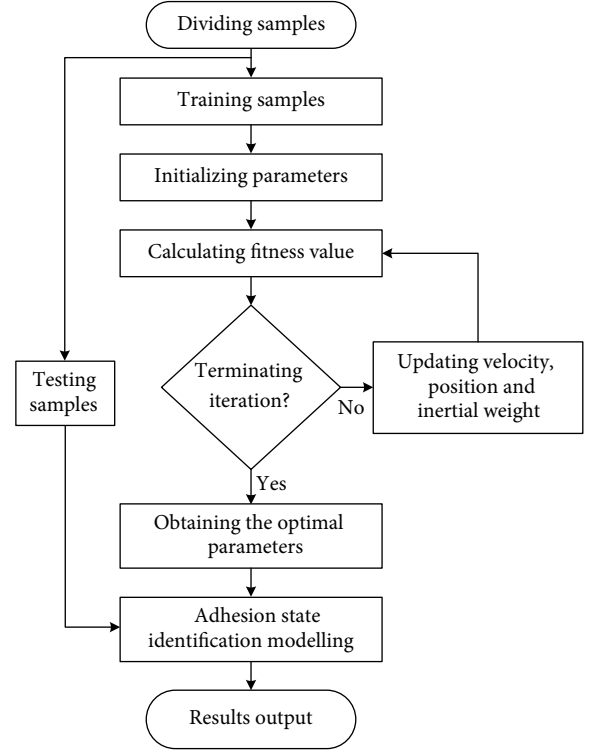 Dividing samples
Training samples
Initializing parameters
Calculating fitness value
Terminating
iteration?
No
Updating velocity,
position and
inertial weight
Testing
samples
Yes
Obtaining the optimal
parameters
Adhesion state
identification modelling
Results output